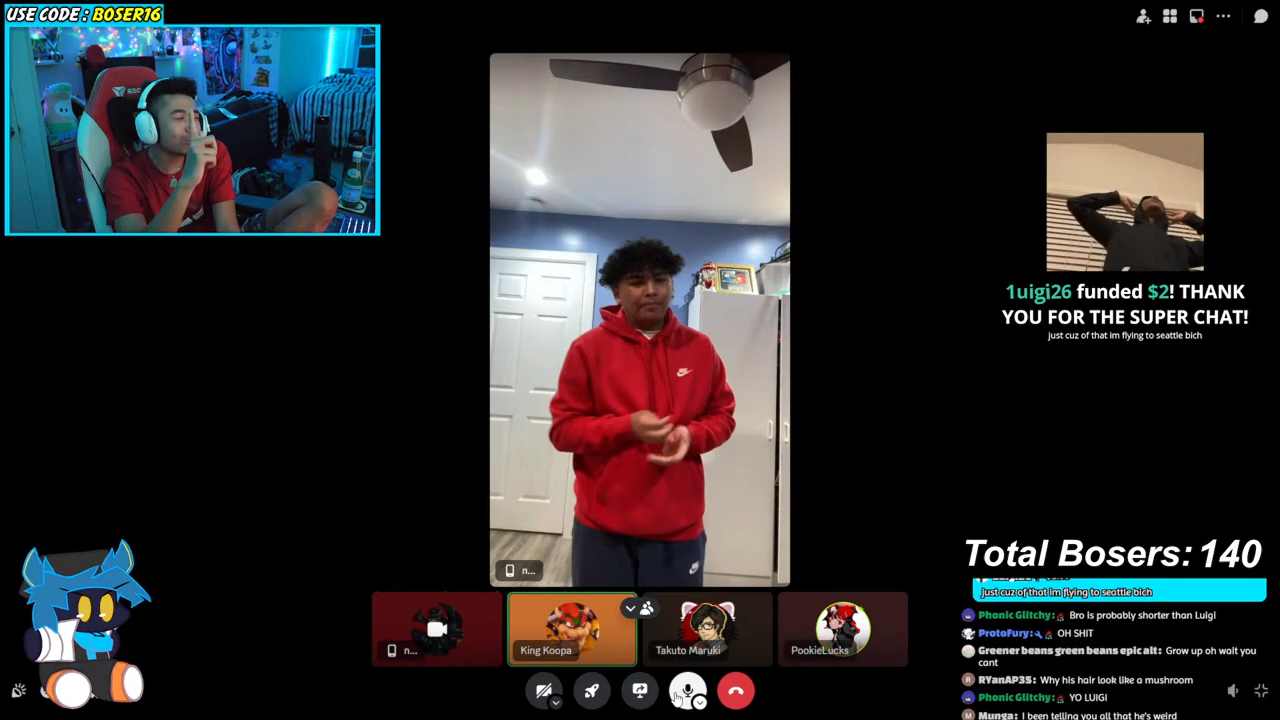 USE CODE : BOSER16
1uigi26 funded $2! THANK
YOU FOR THE SUPER CHAT!
just cuz of that im flying to seattle bich
n...
n...
King Koopa
Takuto Maruki
PookieLucks
Total Bosers: 140
just cuz of that im flying to seattle bich
Phonic Glitchy: Bro is probably shorter than Luigi
ProtoFury: OH SHIT
Greener beans green beans epic alt: Grow up oh wait you
cant
RYanAP3S: Why his hair look like a mushroom
Phonic Glitchy: YO LUIGI
Munga: I been telling you all that he's weird